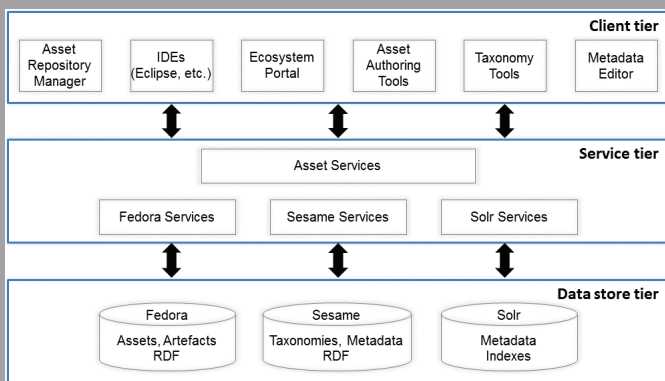 Client tier
Asset
Repository
Manager
IDEs
(Eclipse, etc.)
Ecosystem
Portal
Asset
Authoring
Tools
Taxonomy
Tools
Metadata
Editor
Service tier
Asset Services
Fedora Services
Sesame Services
Solr Services
Data store tier
Fedora
Assets, Artefacts
RDF
Sesame
Taxonomies, Metadata
RDF
Solr
Metadata
Indexes